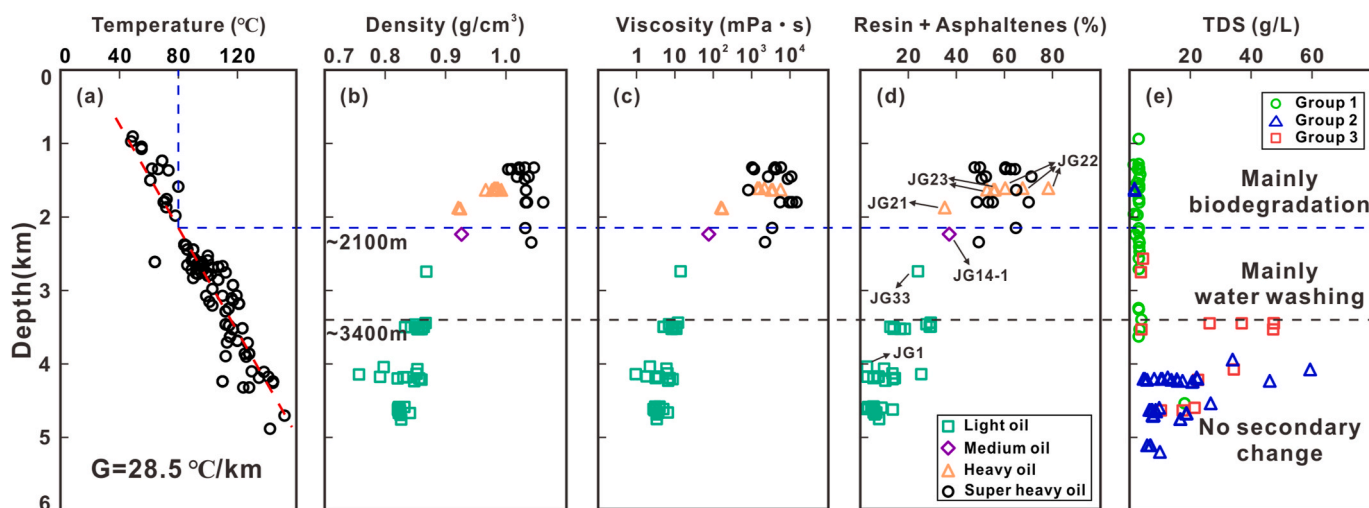 Temperature (℃)
Density (g/cm³)
Viscosity (mPa · s)
Resin + Asphaltenes (%)
TDS (g/L)
0 40 80 120
0.7 0.8 0.9 1.0
1 10 10² 10³ 10⁴
20 40 60 80
0 20 40 60
Depth(km)
0
1
2
3
4
5
6
(a)
(b)
(c)
(d)
(e)
Group 1
Group 2
Group 3
JG22
JG23
JG21
Mainly
biodegradation
~2100m
JG14-1
JG33
Mainly
water washing
~3400m
JG1
Light oil
Medium oil
Heavy oil
Super heavy oil
No secondary
change
G=28.5 ℃/km